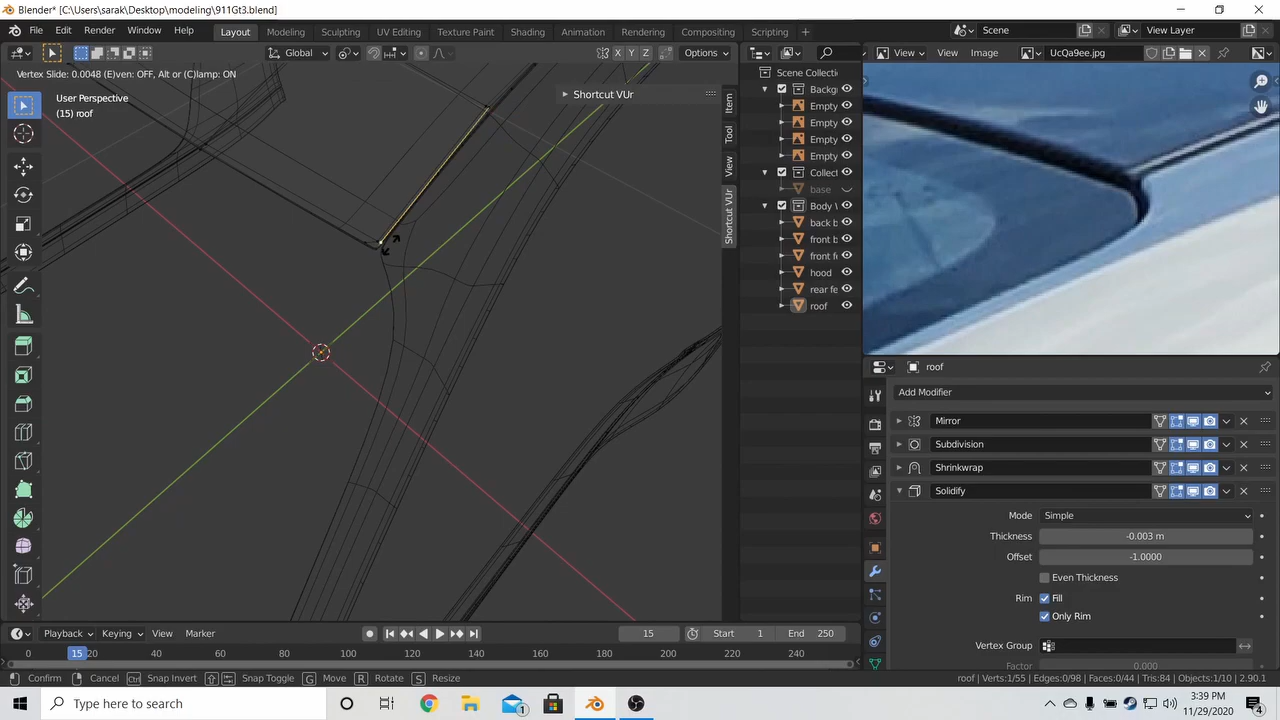 Blender* [C:\Users\sarak\Desktop\modeling\911Gt3.blend]
File Edit Render Window Help Layout Modeling Sculpting UV Editing Texture Paint Shading Animation Rendering Compositing Scripting + Scene View Layer
Global X Y Z Options View View Image UcQa9ee.jpg
Vertex Slide: 0.0048 (E)ven: OFF, Alt or (C)lamp: ON
User Perspective
(15) roof
Shortcut VUr
Item
Tool
View
Shortcut VUr
Scene Collecti
Backg
Empty
Empty
Empty
Empty
Collect
base
Body V
back b
front b
front fe
hood
rear fe
roof
roof
Add Modifier
Mirror
Subdivision
Shrinkwrap
Solidify
Mode Simple
Thickness -0.003 m
Offset -1.0000
Even Thickness
Rim Fill
Only Rim
Vertex Group
Factor 0.000
Playback Keying View Marker 15 Start 1 End 250
0 15 20 40 60 80 100 120 140 160 180 200 220 240
Confirm Cancel Ctrl Snap Invert Snap Toggle G Move R Rotate S Resize roof | Verts:1/55 | Edges:0/98 | Faces:0/44 | Tris:84 | Objects:1/10 | 2.90.1
Type here to search
1
3:39 PM
11/29/2020
4